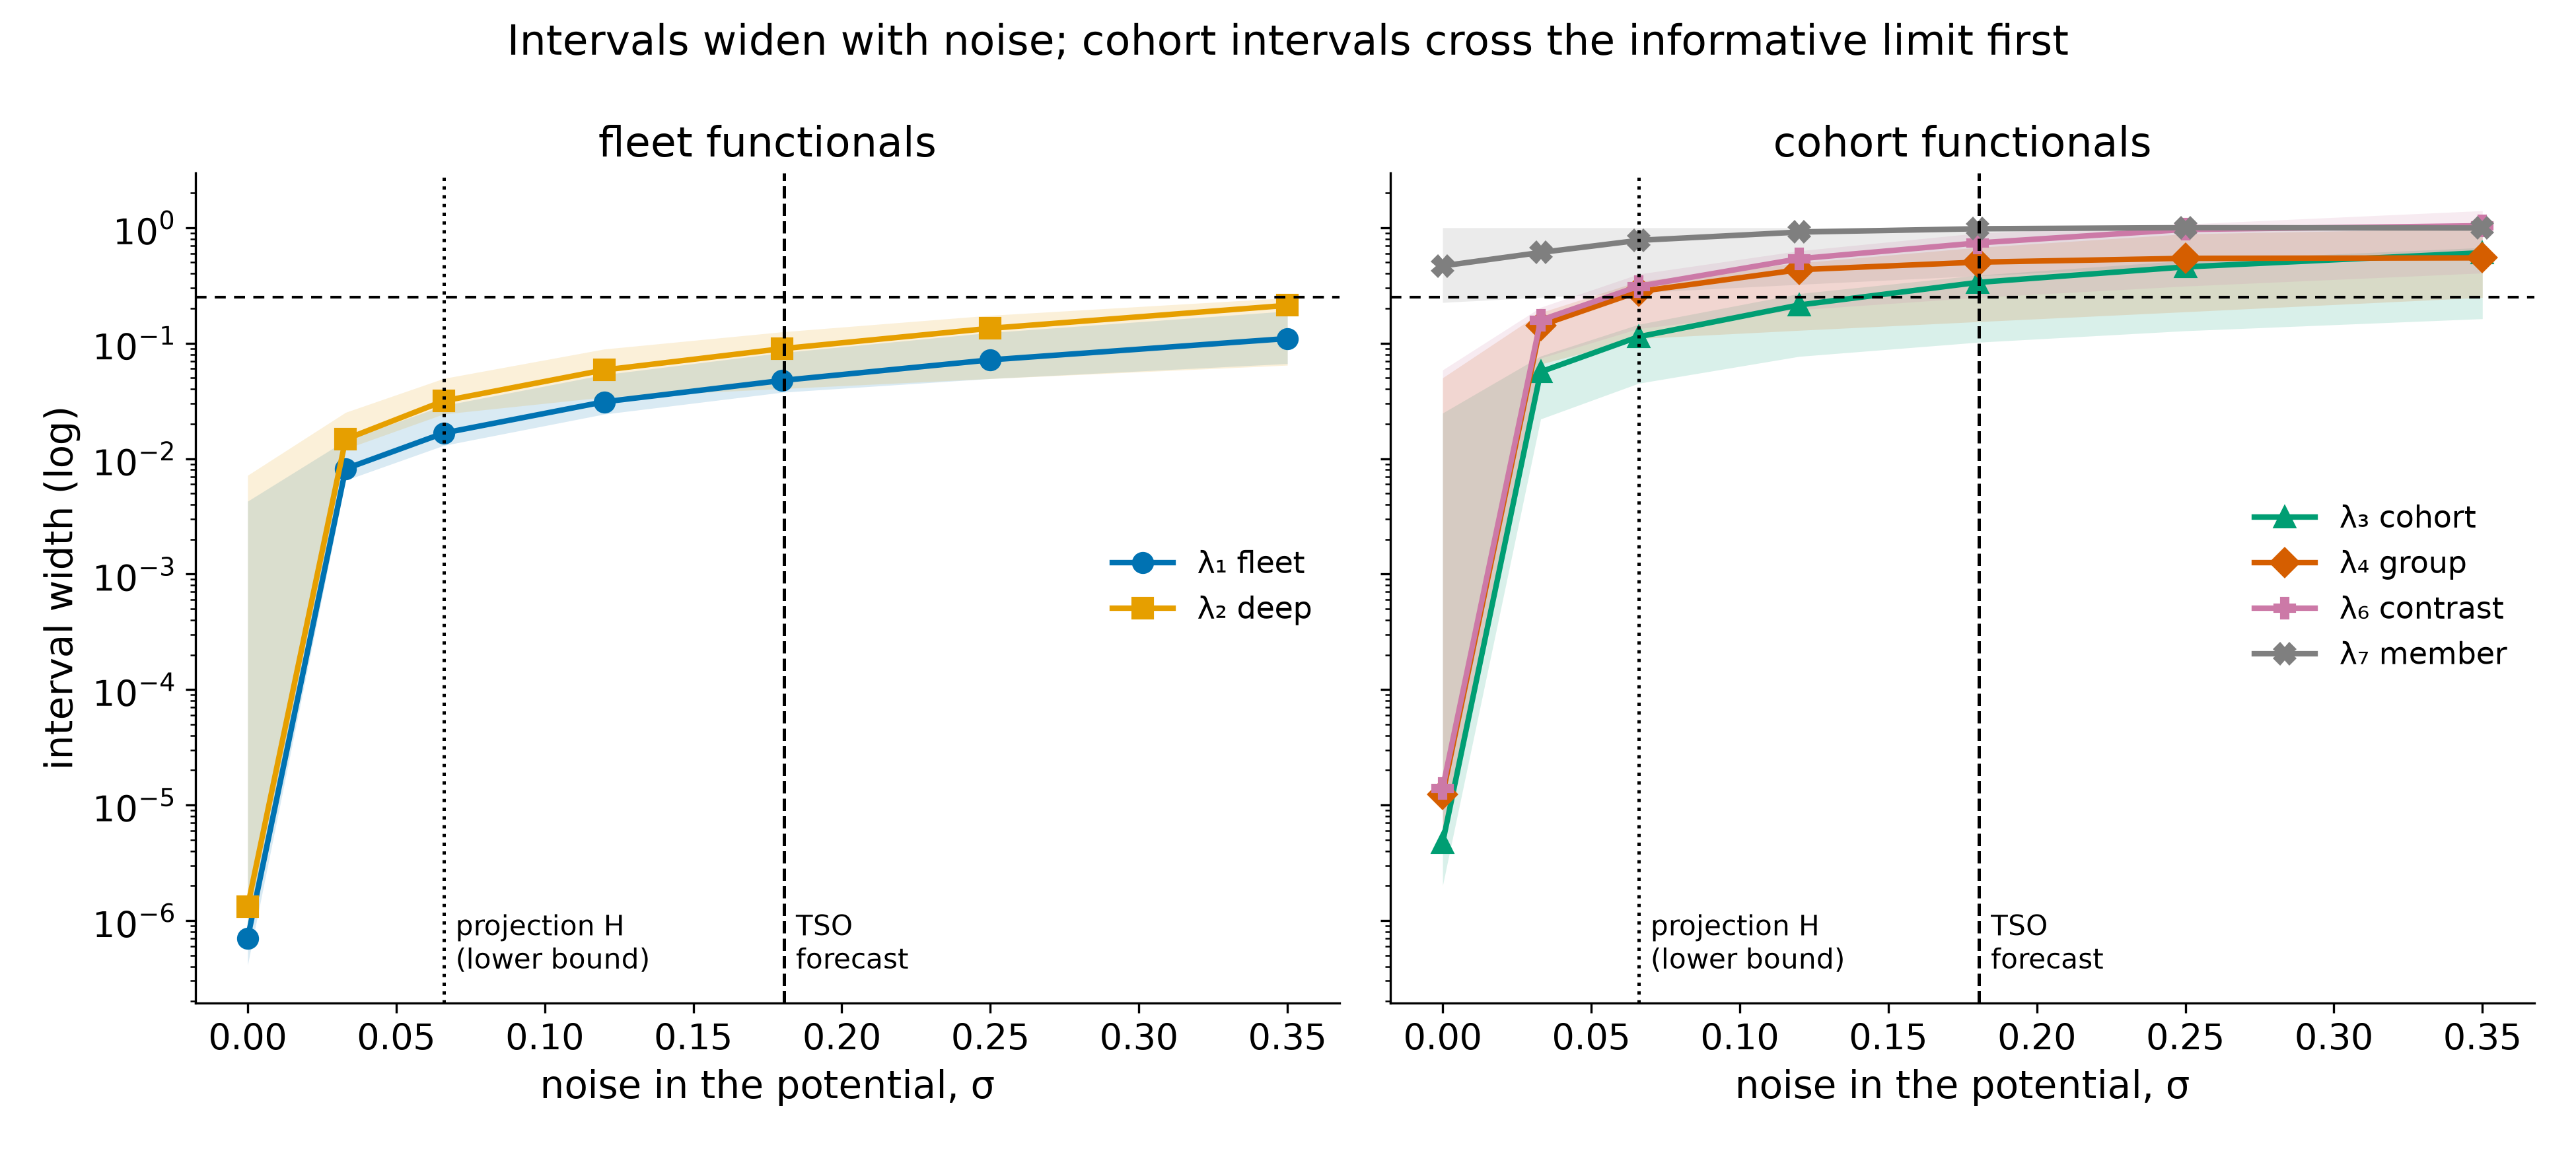 Intervals widen with noise; cohort intervals cross the informative limit first
fleet functionals
cohort functionals
interval width (log)
10⁰
10⁻¹
10⁻²
10⁻³
10⁻⁴
10⁻⁵
10⁻⁶
λ₁ fleet
λ₂ deep
projection H
(lower bound)
TSO
forecast
0.00 0.05 0.10 0.15 0.20 0.25 0.30 0.35
noise in the potential, σ
λ₃ cohort
λ₄ group
λ₆ contrast
λ₇ member
projection H
(lower bound)
TSO
forecast
0.00 0.05 0.10 0.15 0.20 0.25 0.30 0.35
noise in the potential, σ